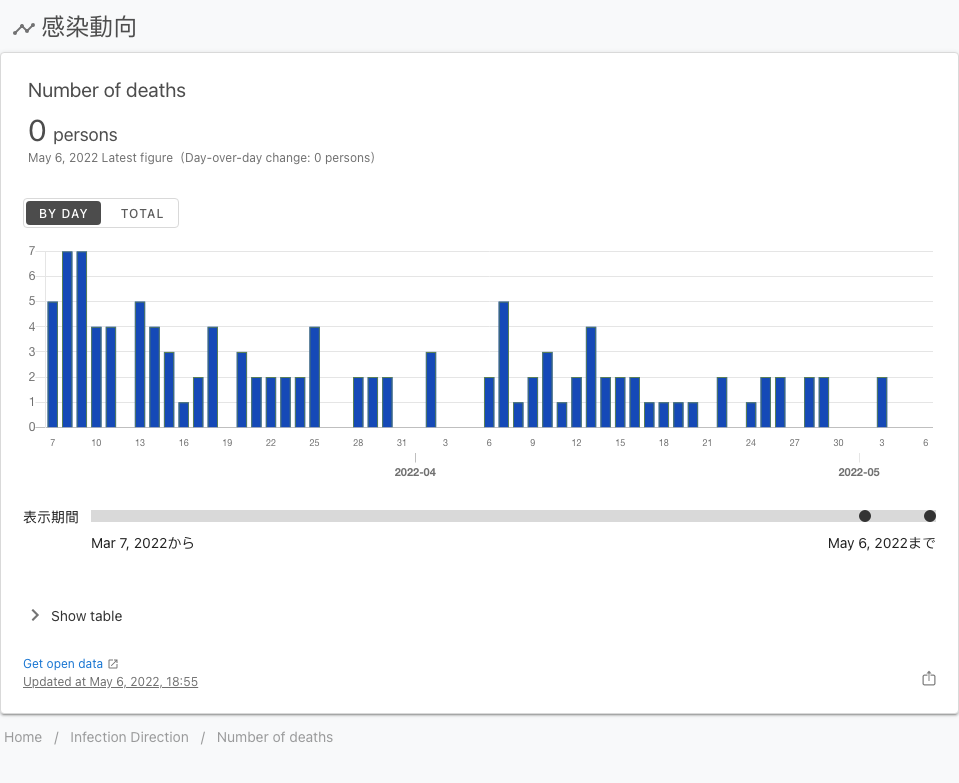 感染動向
Number of deaths
0 persons
May 6, 2022 Latest figure  (Day-over-day change: 0 persons)
BY DAY TOTAL
7
6
5
4
3
2
1
0
7 10 13 16 19 22 25 28 31 3 6 9 12 15 18 21 24 27 30 3 6
2022-04 2022-05
表示期間
Mar 7, 2022から May 6, 2022まで
Show table
Get open data
Updated at May 6, 2022, 18:55
Home / Infection Direction / Number of deaths